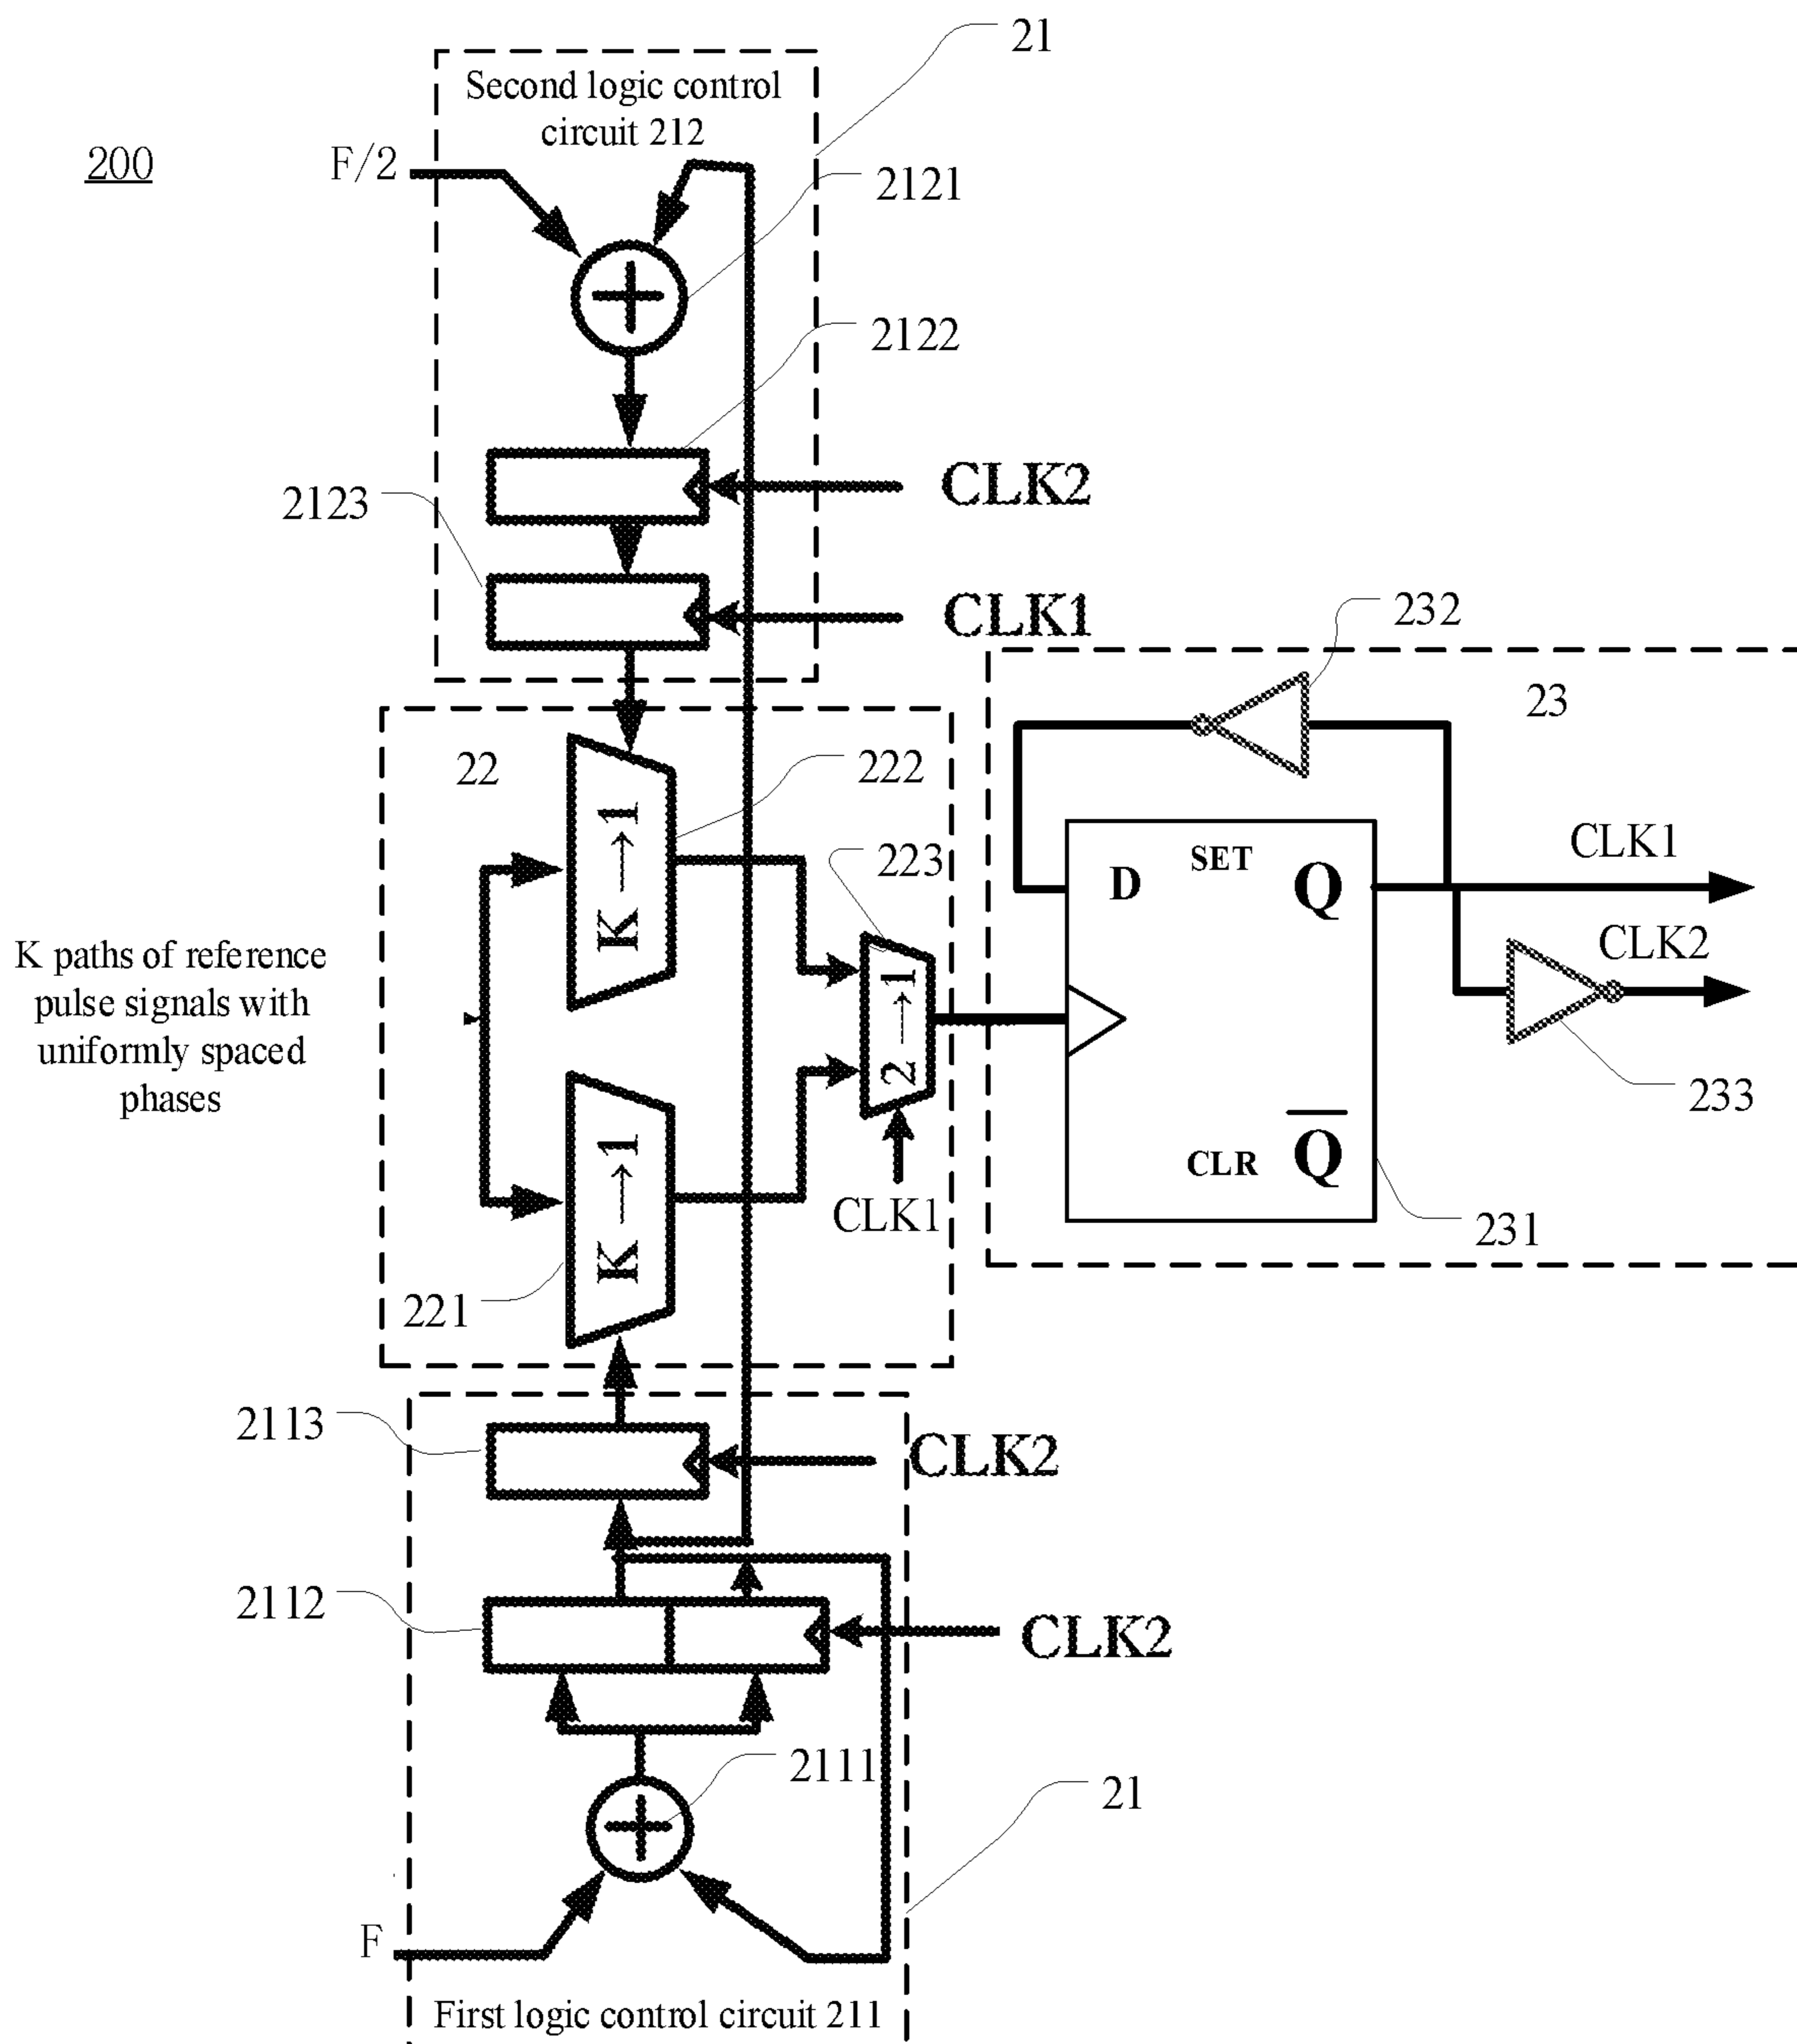 21
Second logic control
circuit 212
200
F/2
2121
2122
2123
CLK2
CLK1
232
23
22
222
K→1
223
D
SET
Q
CLK1
CLK2
K paths of reference
pulse signals with
uniformly spaced
phases
2→1
233
K→1
CLK1
CLR
Q
231
221
2113
CLK2
2112
CLK2
2111
21
F
First logic control circuit 211